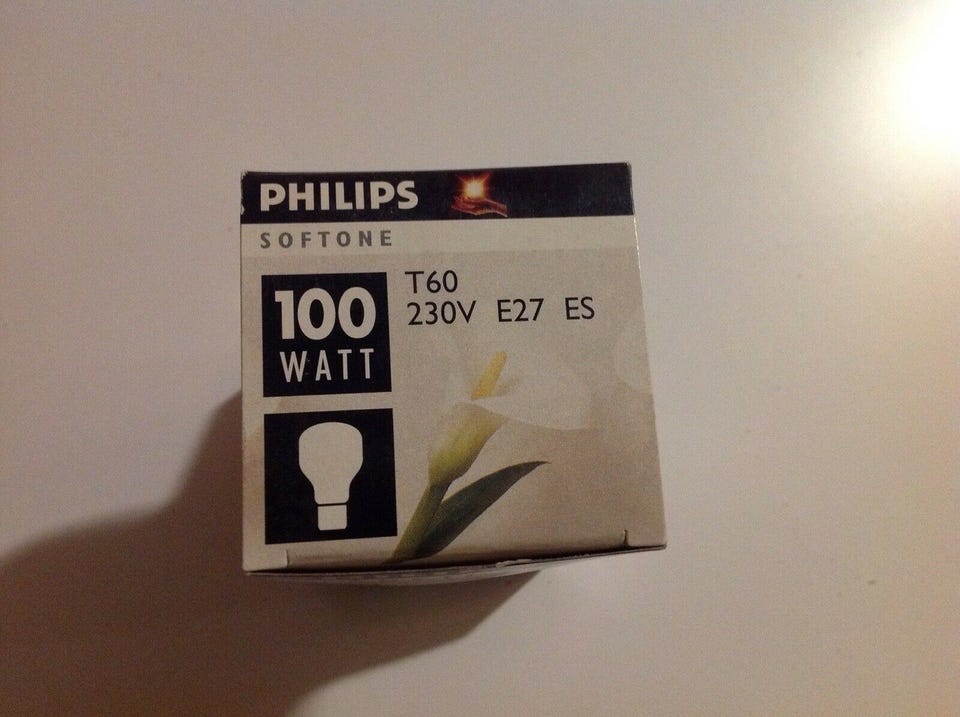 PHILIPS
SOFTONE
100
WATT
T60
230V E27 ES